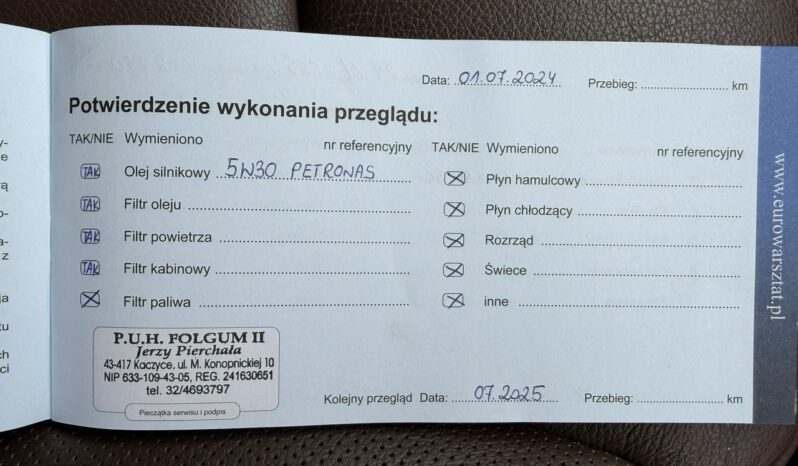 Data: 01.07.2024 Przebieg: km
Potwierdzenie wykonania przeglądu:
TAK/NIE Wymieniono nr referencyjny TAK/NIE Wymieniono nr referencyjny
TAK Olej silnikowy 5W30 PETRONAS X Płyn hamulcowy
TAK Filtr oleju X Płyn chłodzący
TAK Filtr powietrza X Rozrząd
TAK Filtr kabinowy X Świece
X Filtr paliwa X inne
P.U.H. FOLGUM II
Jerzy Pierchała
43-417 Kaczyce, ul. M. Konopnickiej 10
NIP 633-109-43-05, REG. 241630651
tel. 32/4693797
Pieczątka serwisu i podpis
Kolejny przegląd Data: 07.2025 Przebieg: km
www.eurowarsztat.pl